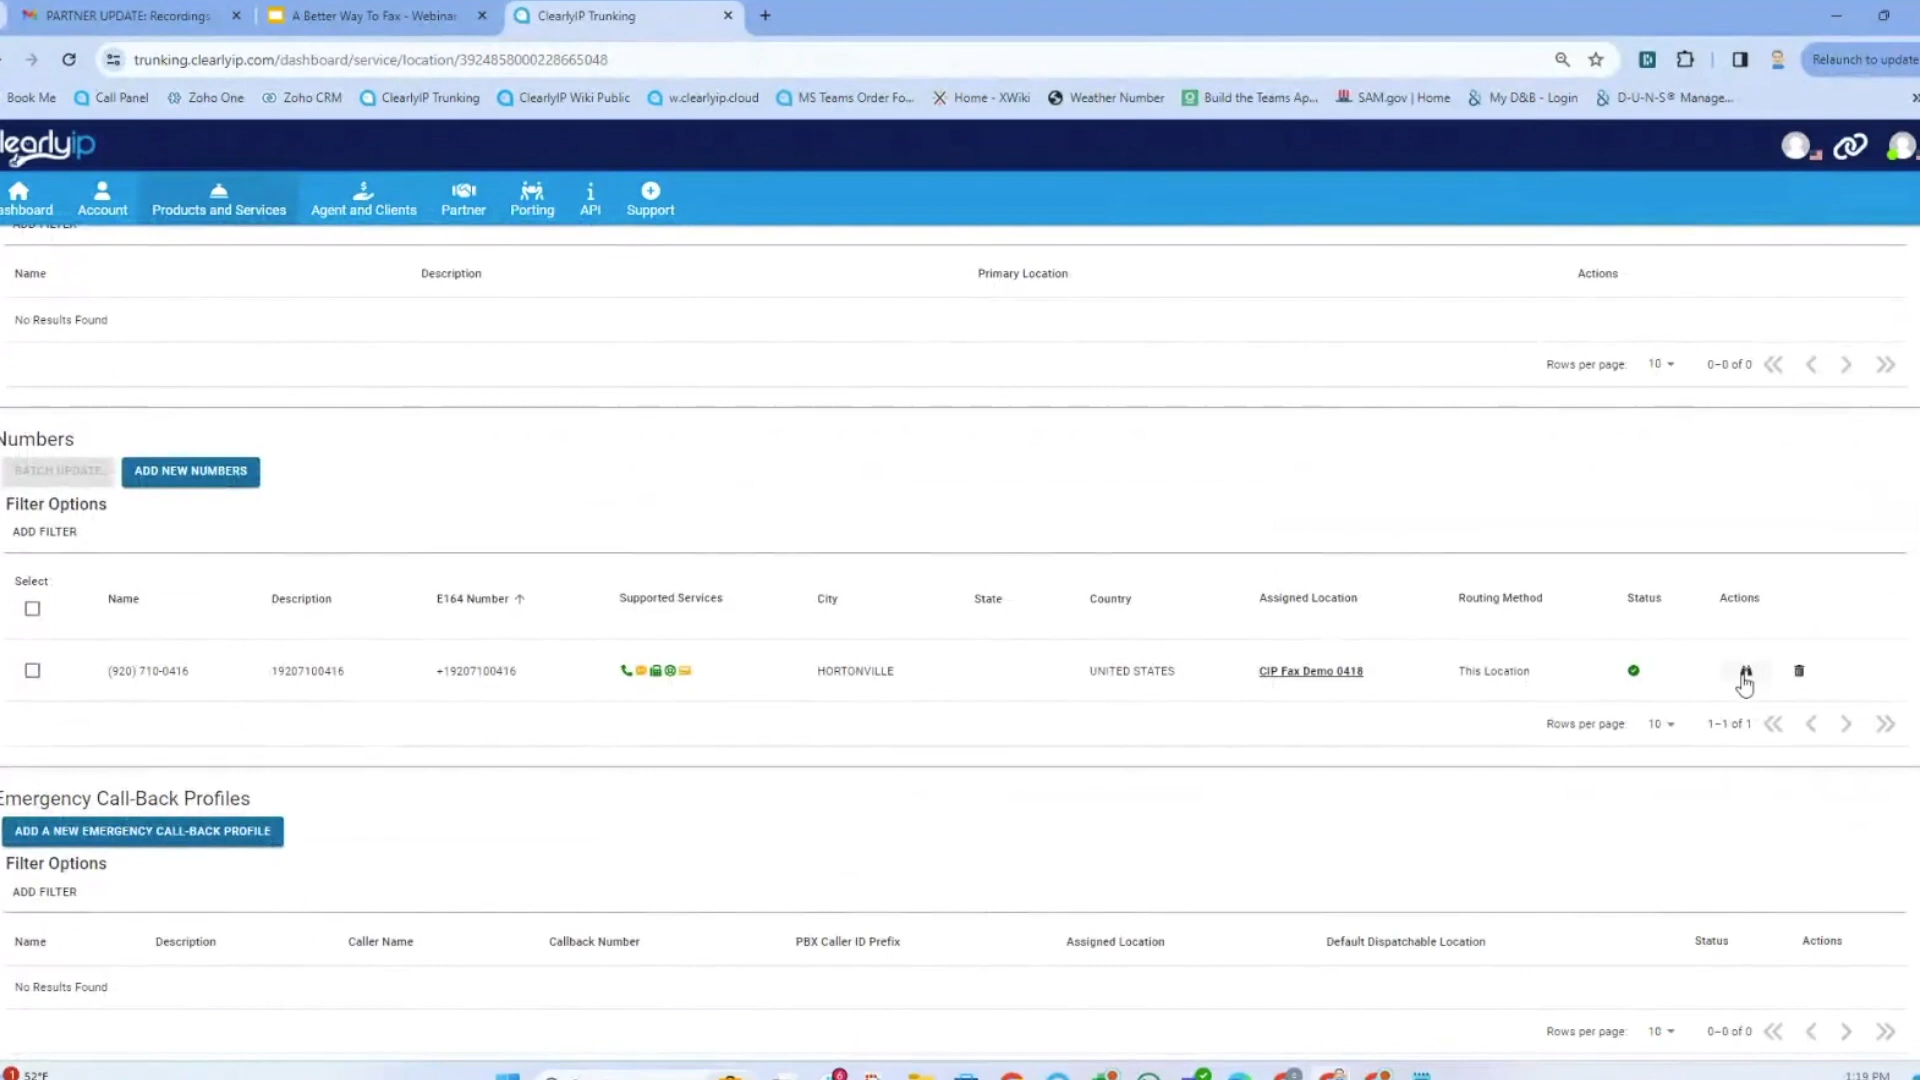 PARTNER UPDATE: Recordings
A Better Way To Fax - Webinar
ClearlyIP Trunking
trunking.clearlyip.com/dashboard/service/location/3924858000228665048
Relaunch to update
Book Me
Call Panel
Zoho One
Zoho CRM
ClearlyIP Trunking
ClearlyIP Wiki Public
w.clearlyip.cloud
MS Teams Order Fo...
Home - XWiki
Weather Number
Build the Teams Ap...
SAM.gov | Home
My D&B - Login
D-U-N-S® Manage...
learlyip
ashboard
Account
Products and Services
Agent and Clients
Partner
Porting
API
Support
ADD FILTER
Name Description Primary Location Actions
No Results Found
Rows per page: 10 0-0 of 0
Numbers
BATCH UPDATE ADD NEW NUMBERS
Filter Options
ADD FILTER
Select
Name Description E164 Number Supported Services City State Country Assigned Location Routing Method Status Actions
(920) 710-0416 19207100416 +19207100416 HORTONVILLE UNITED STATES CIP Fax Demo 0418 This Location
Rows per page: 10 1-1 of 1
Emergency Call-Back Profiles
ADD A NEW EMERGENCY CALL-BACK PROFILE
Filter Options
ADD FILTER
Name Description Caller Name Callback Number PBX Caller ID Prefix Assigned Location Default Dispatchable Location Status Actions
No Results Found
Rows per page: 10 0-0 of 0
1 52°F
6
1:19 PM